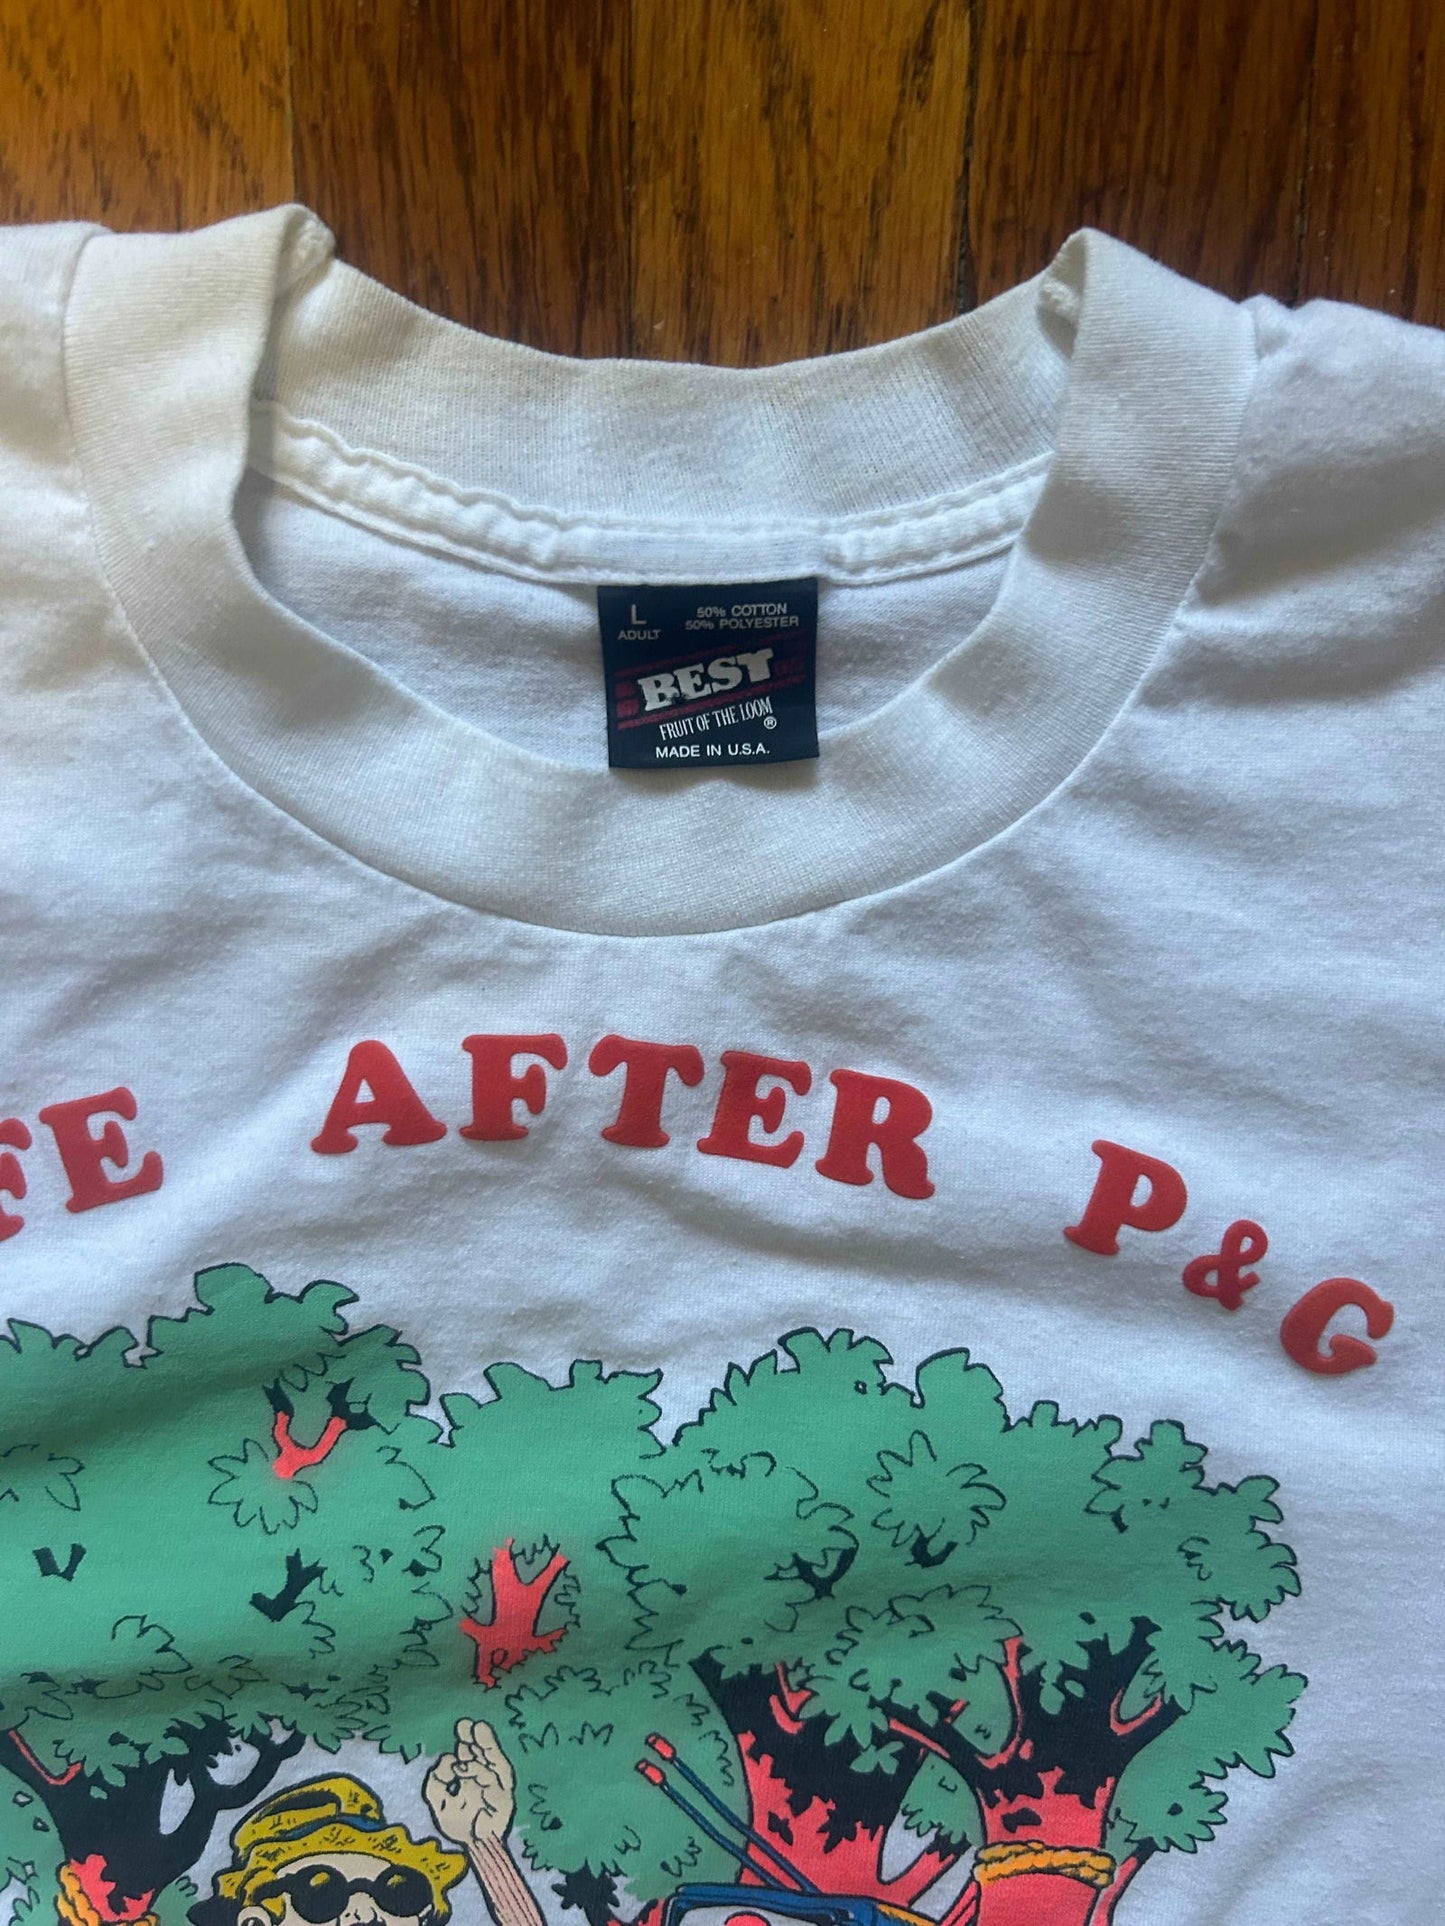 L
ADULT
50% COTTON
50% POLYESTER
BEST
FRUIT OF THE LOOM®
MADE IN U.S.A.
FE AFTER P&G